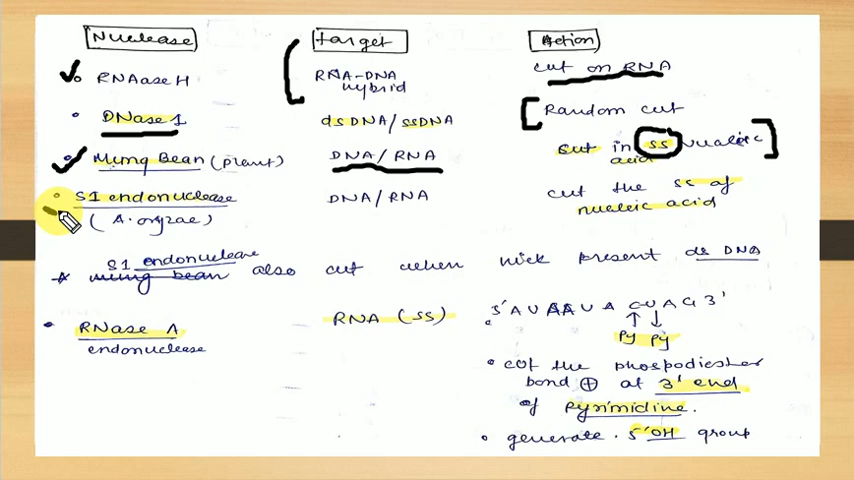 Nuclease Target Action
RNAase H RNA-DNA hybrid cut on RNA
DNase 1 dsDNA/ssDNA Random cut
Mung Bean (plant) DNA/RNA cut in ss Nucleic acid
S1 endonuclease DNA/RNA cut the ss of nucleic acid
(A. oryzae)
S1 endonuclease
mung bean also cut when nick present ds DNA
RNase A RNA (ss) 5'AUAAUA CUAG3'
endonuclease Py Py
cut the phospodiesher
bond ⊕ at 3' end
of pyrimidine.
generate. 5'OH group